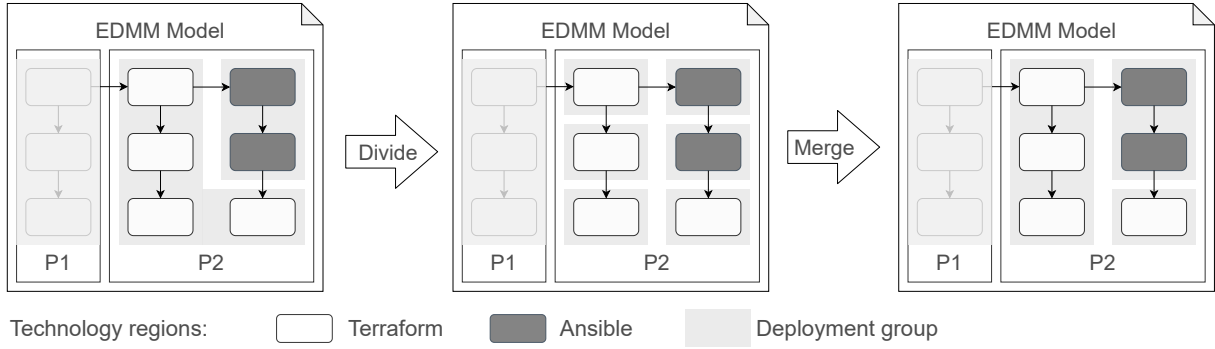 EDMM Model
P1
P2
Divide
EDMM Model
P1
P2
Merge
EDMM Model
P1
P2
Technology regions:
Terraform
Ansible
Deployment group